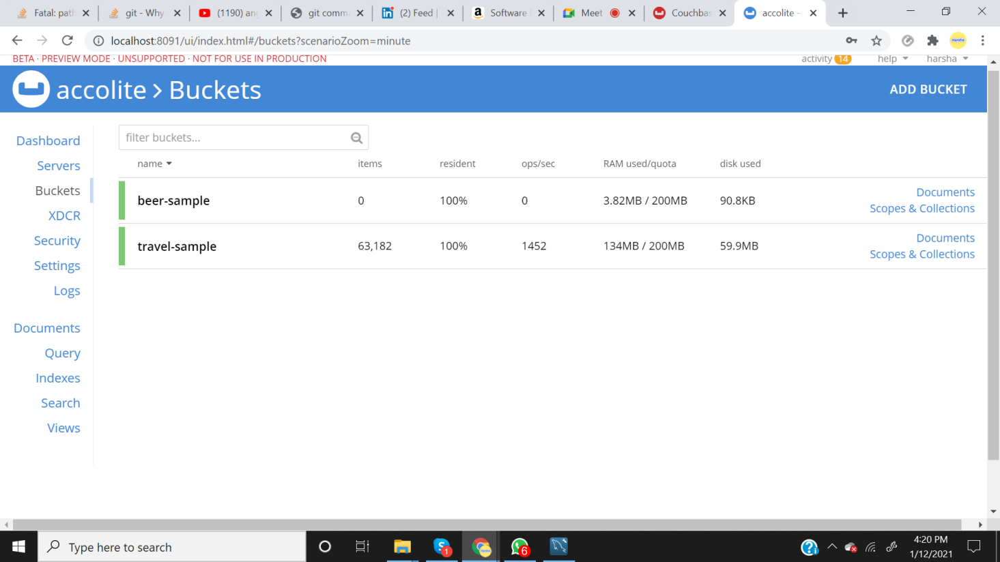 Fatal: path
git - Why
(1190) an
git comm
(2) Feed |
Software
Meet
Couchbas
accolite -
localhost:8091/ui/index.html#/buckets?scenarioZoom=minute
Harsha
BETA · PREVIEW MODE · UNSUPPORTED · NOT FOR USE IN PRODUCTION
activity 14
help
harsha
accolite > Buckets
ADD BUCKET
Dashboard
Servers
Buckets
XDCR
Security
Settings
Logs
Documents
Query
Indexes
Search
Views
filter buckets...
name items resident ops/sec RAM used/quota disk used
beer-sample 0 100% 0 3.82MB / 200MB 90.8KB
Documents
Scopes & Collections
travel-sample 63,182 100% 1452 134MB / 200MB 59.9MB
Documents
Scopes & Collections
Type here to search
1
6
4:20 PM
1/12/2021